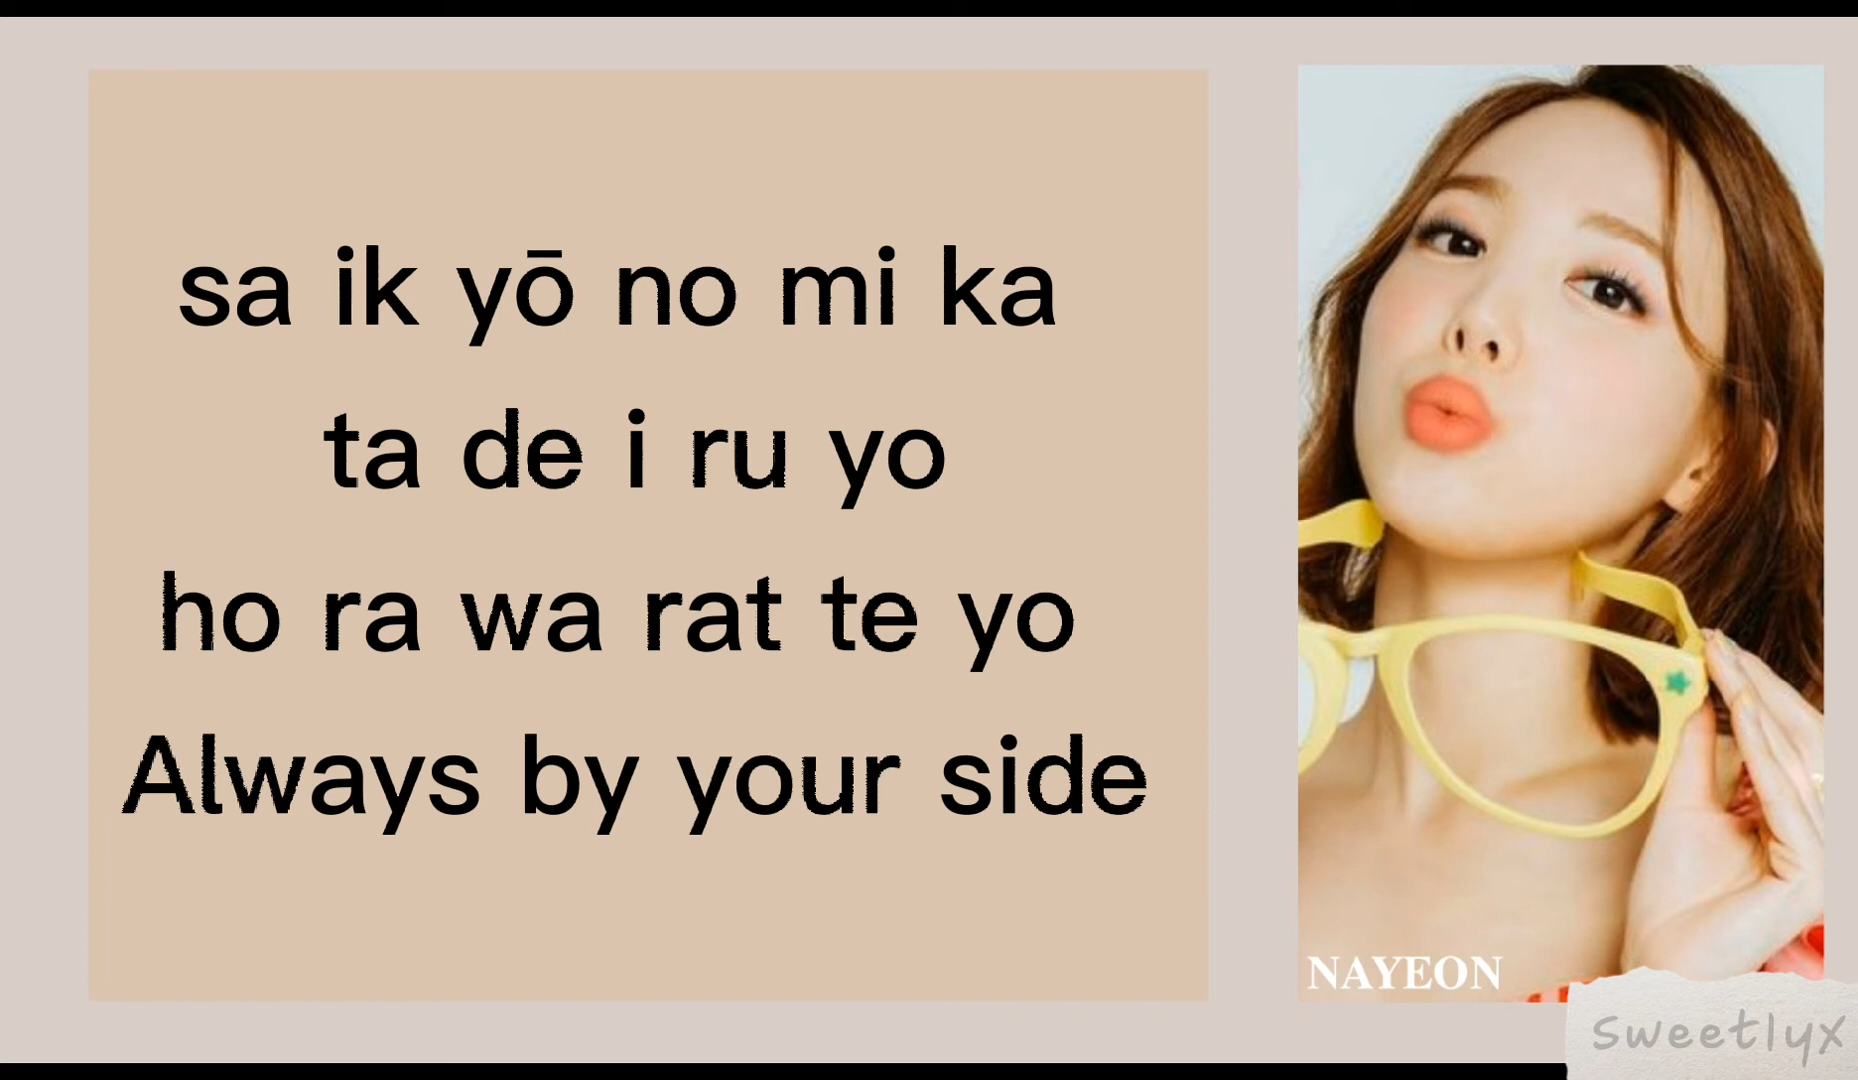 sa ik yō no mi ka
ta de i ru yo
ho ra wa rat te yo
Always by your side
NAYEON
sweetlyx